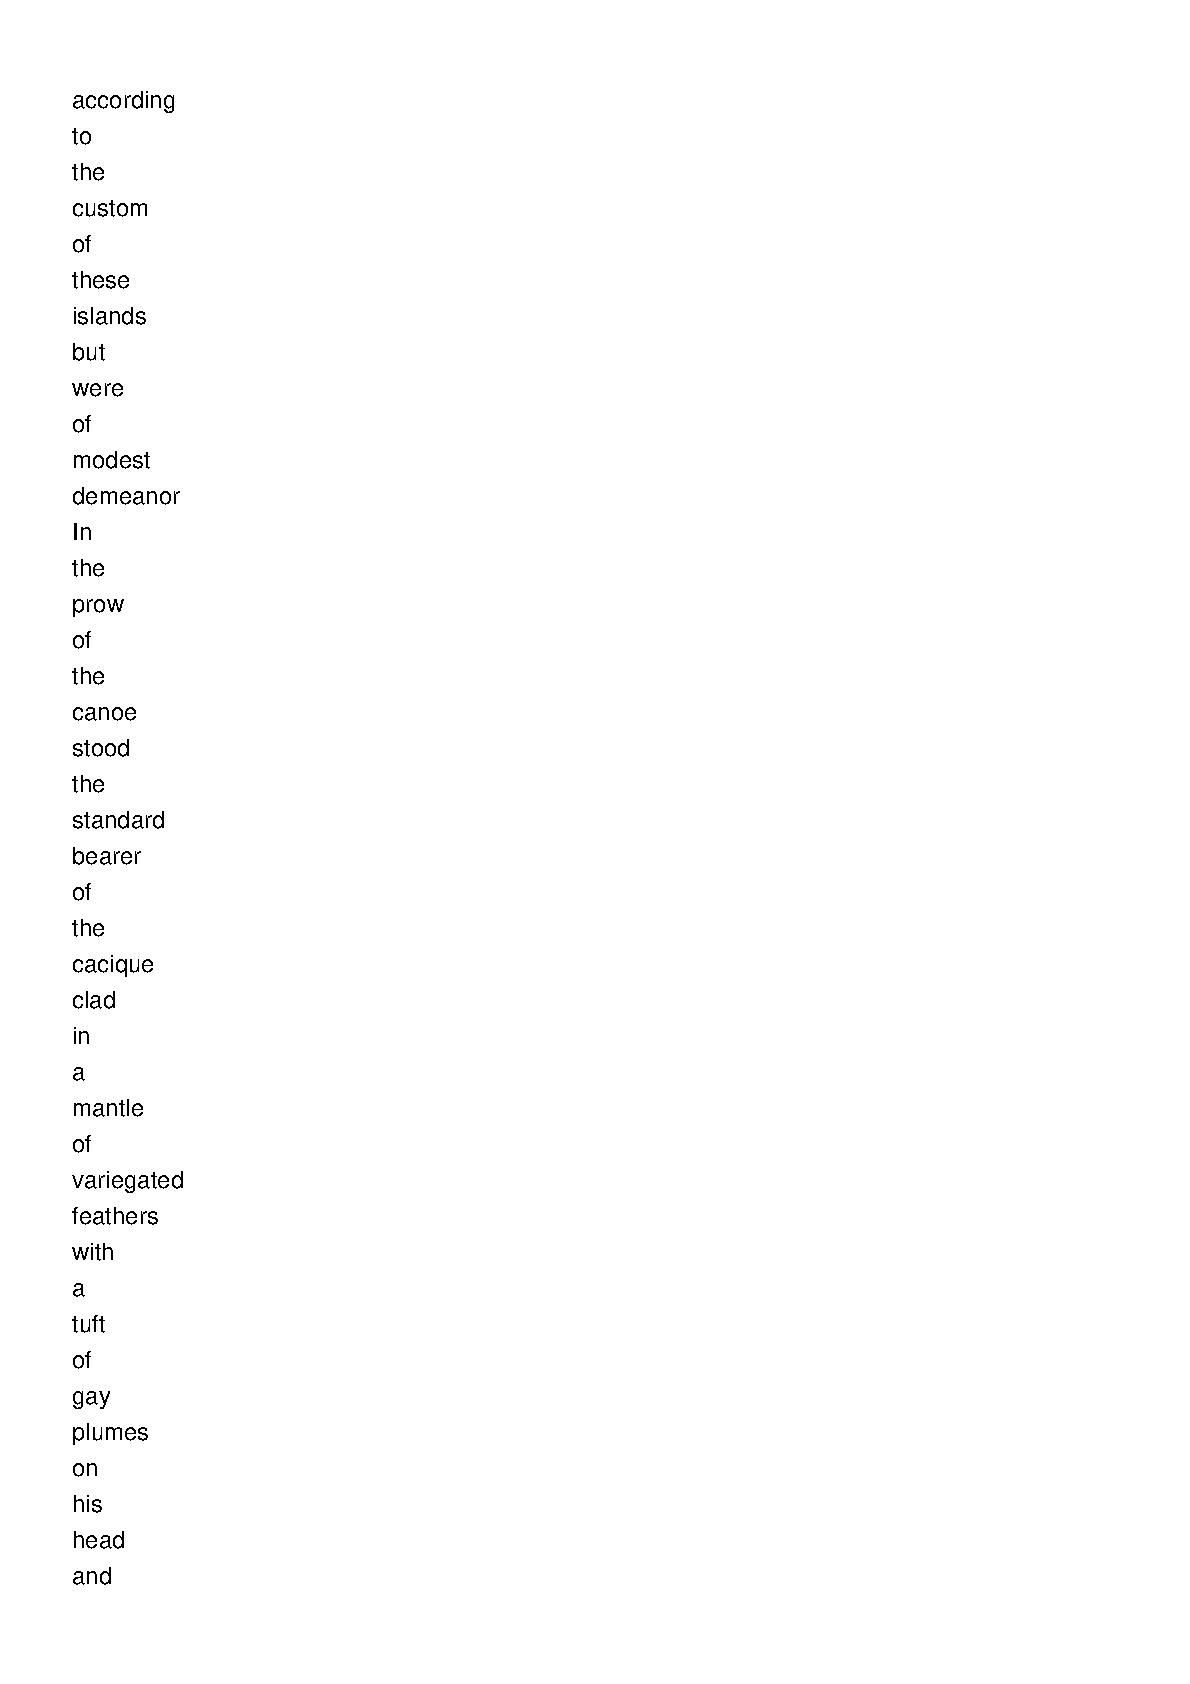 according
to
the
custom
of
these
islands
but
were
of
modest
demeanor
In
the
prow
of
the
canoe
stood
the
standard
bearer
of
the
cacique
clad
in
a
mantle
of
variegated
feathers
with
a
tuft
of
gay
plumes
on
his
head
and